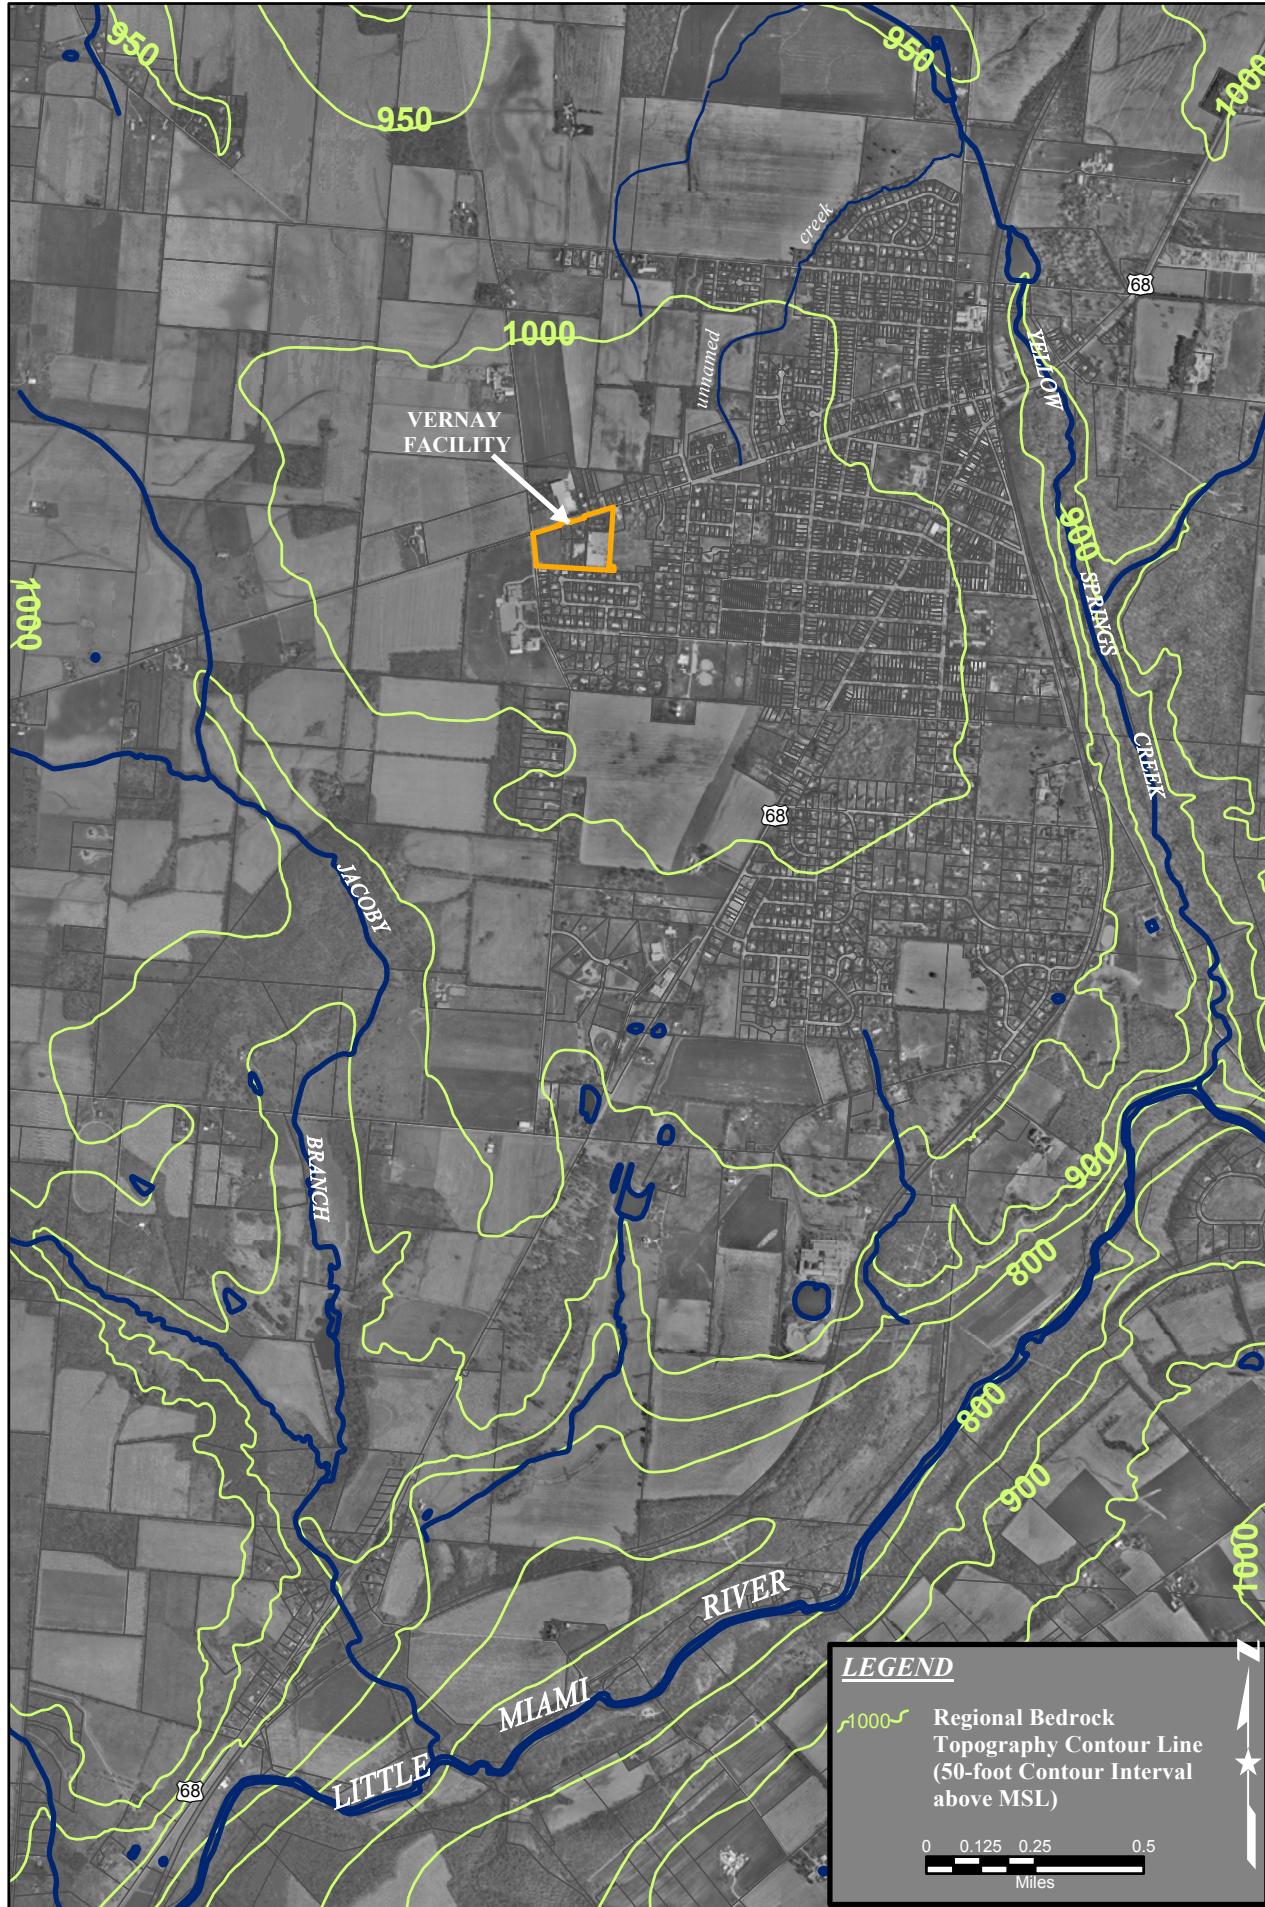 950
950
950
1000
68
creek
1000
unnamed
YELLOW
VERNAY
FACILITY
900
SPRINGS
1000
CREEK
68
JACOBY
BRANCH
900
800
800
900
1000
RIVER
MIAMI
LITTLE
68
LEGEND
1000
Regional Bedrock
Topography Contour Line
(50-foot Contour Interval
above MSL)
N
0 0.125 0.25 0.5
Miles